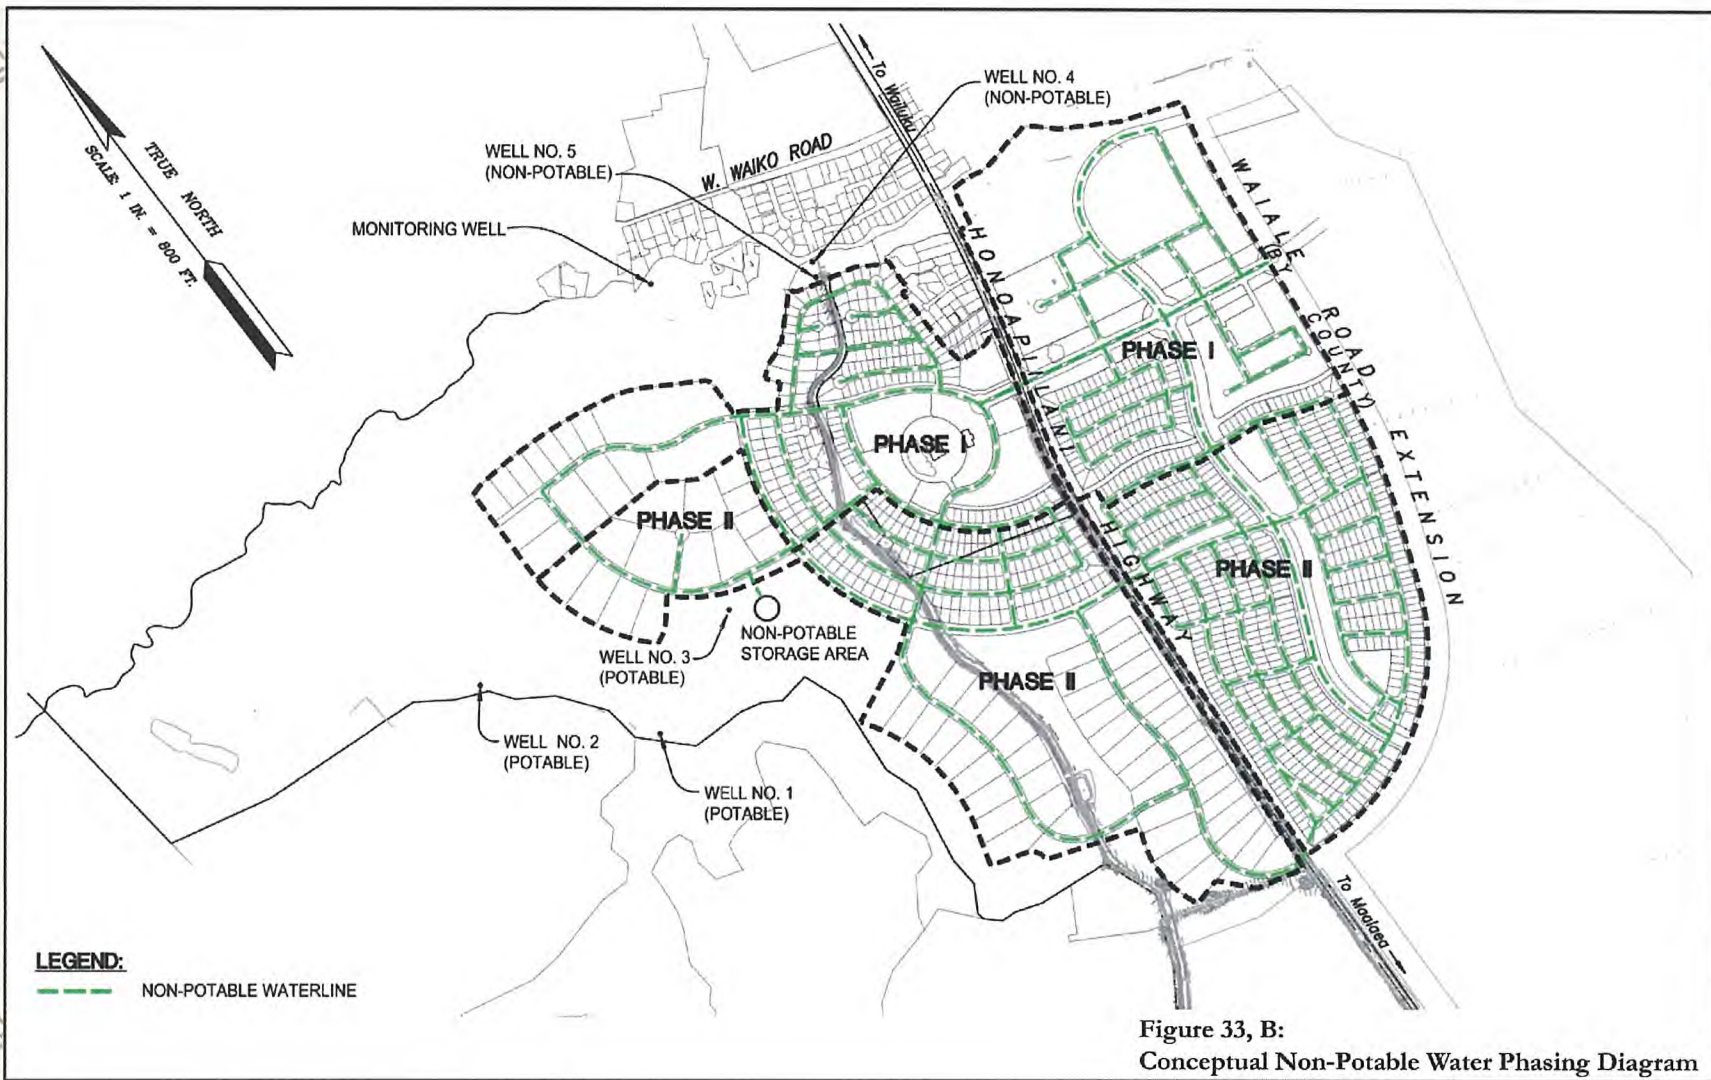 TRUE NORTH
SCALE: 1 IN. = 800 FT.
To Wailuku
WELL NO. 4
(NON-POTABLE)
WELL NO. 5
(NON-POTABLE)
W. WAIKO ROAD
MONITORING WELL
HONOAPIILANI HIGHWAY
WAIALE ROAD EXTENSION
(BY COUNTY)
PHASE I
PHASE I
PHASE II
PHASE II
PHASE II
NON-POTABLE
STORAGE AREA
WELL NO. 3
(POTABLE)
WELL NO. 2
(POTABLE)
WELL NO. 1
(POTABLE)
To Maalaea
LEGEND:
NON-POTABLE WATERLINE
Figure 33, B:
Conceptual Non-Potable Water Phasing Diagram